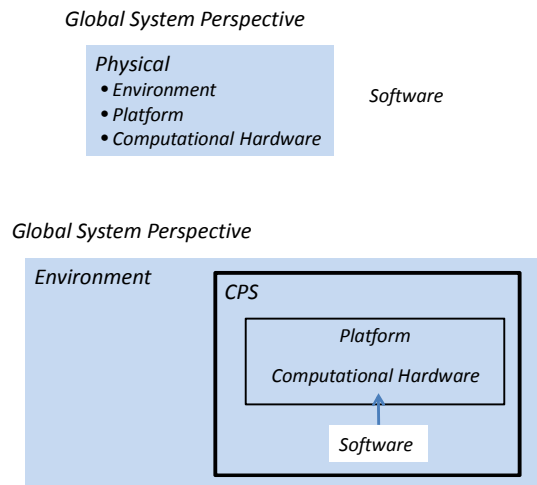 Global System Perspective
Physical
• Environment
• Platform
• Computational Hardware
Software
Global System Perspective
Environment
CPS
Platform
Computational Hardware
Software